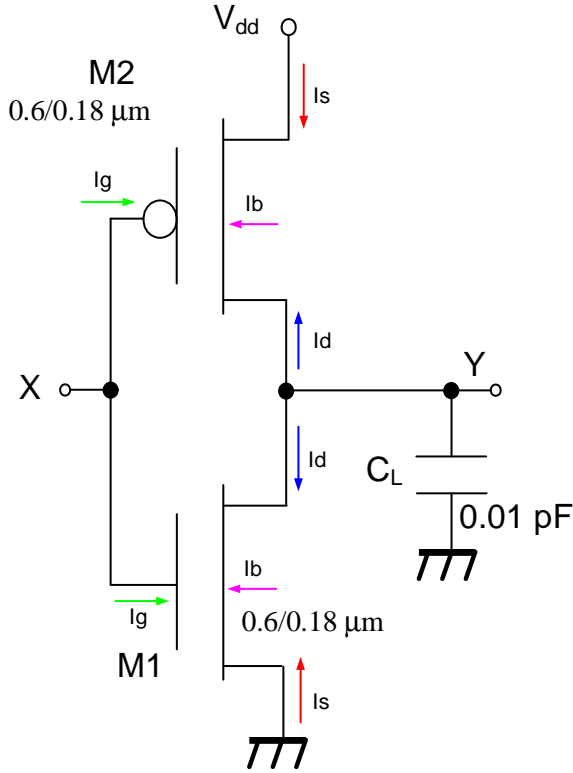 Vdd
M2
0.6/0.18 μm
Is
Ig
Ib
Id
X
Y
Id
CL
0.01 pF
Ib
Ig
0.6/0.18 μm
M1
Is